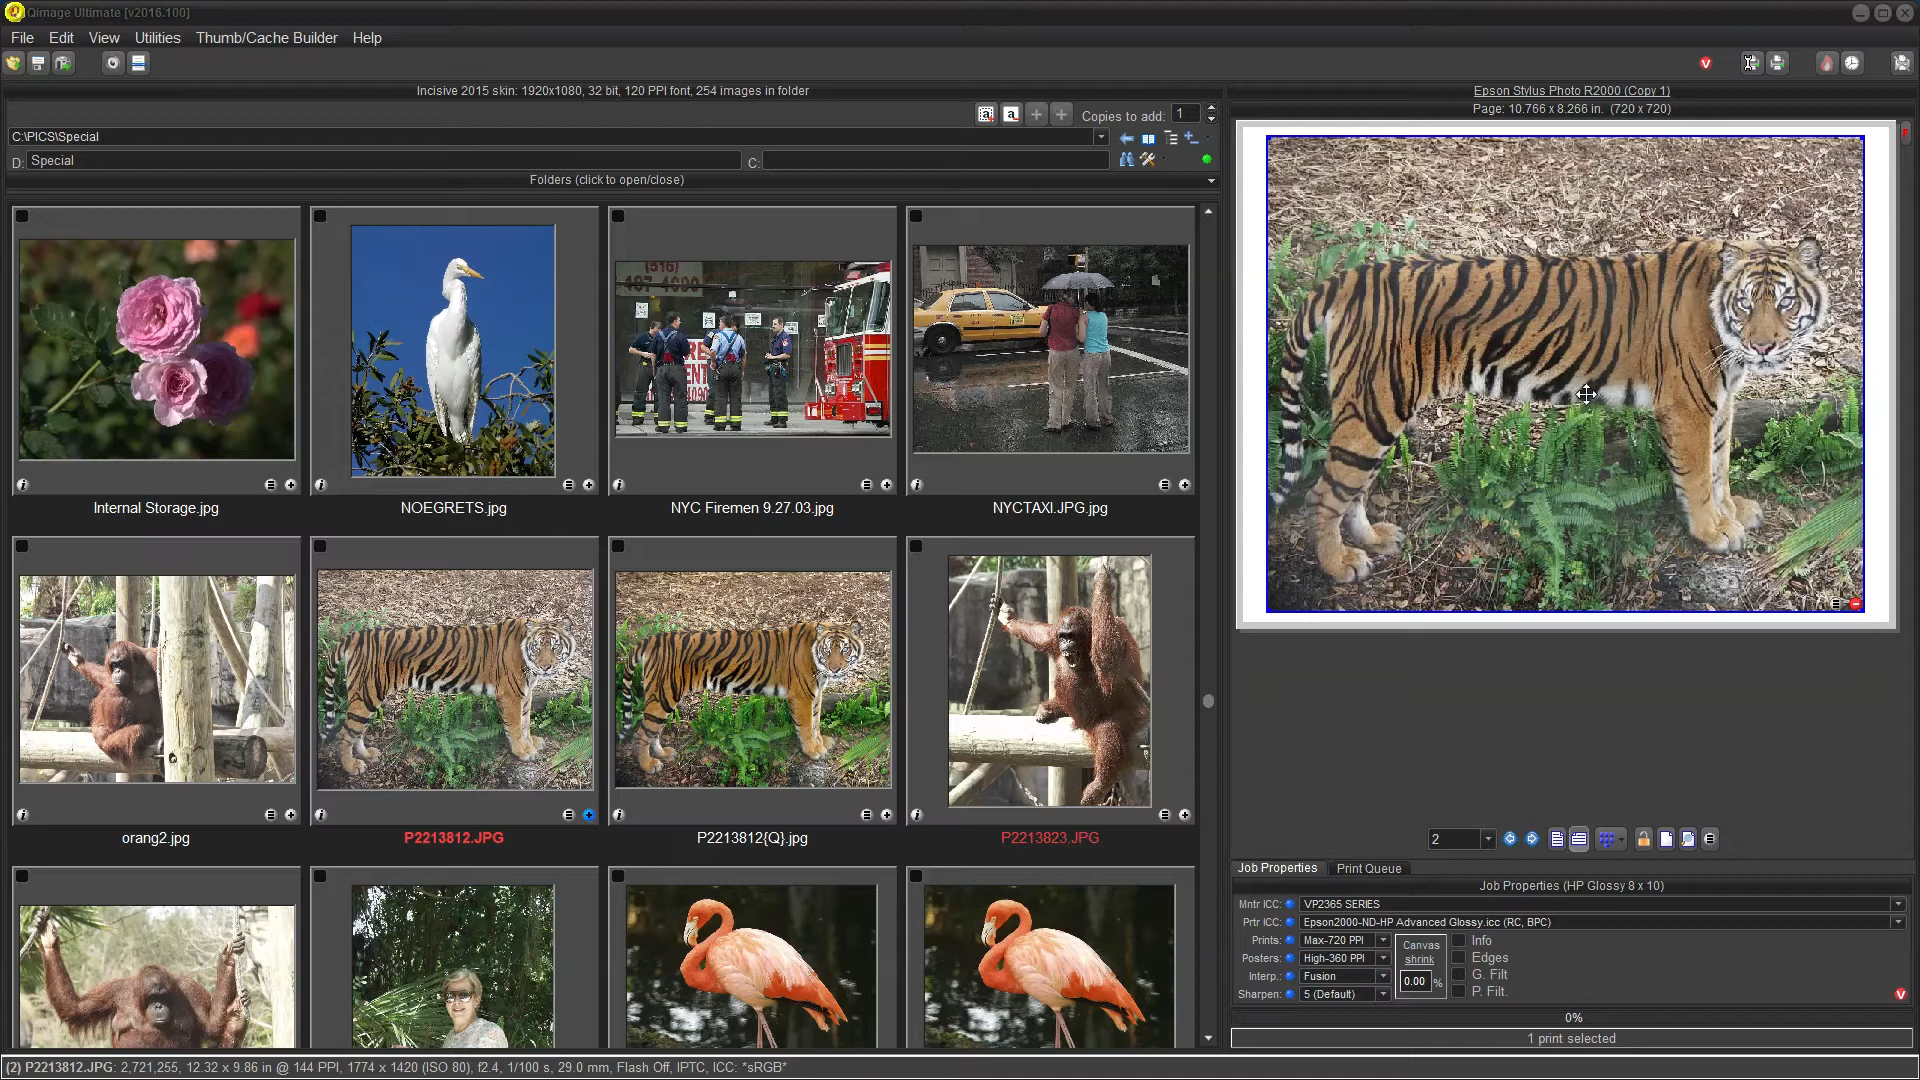 Qimage Ultimate [v2016.100]
File Edit View Utilities Thumb/Cache Builder Help
Incisive 2015 skin: 1920x1080, 32 bit, 120 PPI font, 254 images in folder
Copies to add: 1
C:\PICS\Special
D: Special C:
Folders (click to open/close)
Internal Storage.jpg NOEGRETS.jpg NYC Firemen 9.27.03.jpg NYCTAXI.JPG.jpg
orang2.jpg P2213812.JPG P2213812{Q}.jpg P2213823.JPG
Epson Stylus Photo R2000 (Copy 1)
Page: 10.766 x 8.266 in. (720 x 720)
2
Job Properties Print Queue
Job Properties (HP Glossy 8 x 10)
Mntr ICC: VP2365 SERIES
Prtr ICC: Epson2000-ND-HP Advanced Glossy.icc (RC, BPC)
Prints: Max-720 PPI
Posters: High-360 PPI
Interp.: Fusion
Sharpen: 5 (Default)
Canvas
shrink
0.00 %
Info
Edges
G. Filt
P. Filt.
0%
1 print selected
(2) P2213812.JPG: 2,721,255, 12.32 x 9.86 in @ 144 PPI, 1774 x 1420 (ISO 80), f2.4, 1/100 s, 29.0 mm, Flash Off, IPTC, ICC: *sRGB*